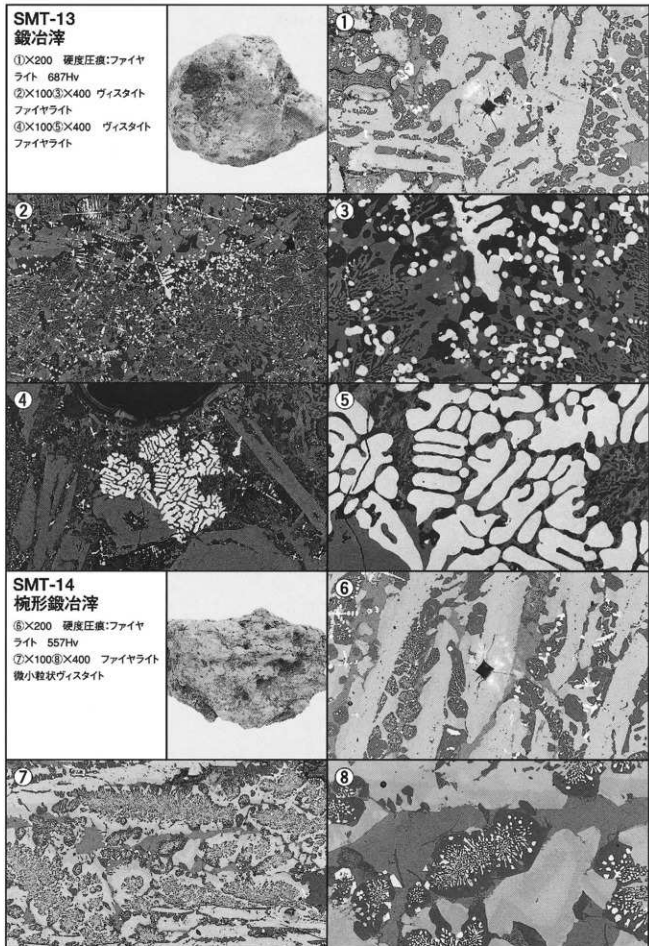 SMT-13
鍛冶滓
①×200 硬度圧痕:ファイヤ
ライト 687Hv
②×100③×400 ヴィスタイト
ファイヤライト
④×100⑤×400 ヴィスタイト
ファイヤライト
①
②
③
④
⑤
SMT-14
椀形鍛冶滓
⑥×200 硬度圧痕:ファイヤ
ライト 557Hv
⑦×100⑧×400 ファイヤライト
微小粒状ヴィスタイト
⑥
⑦
⑧